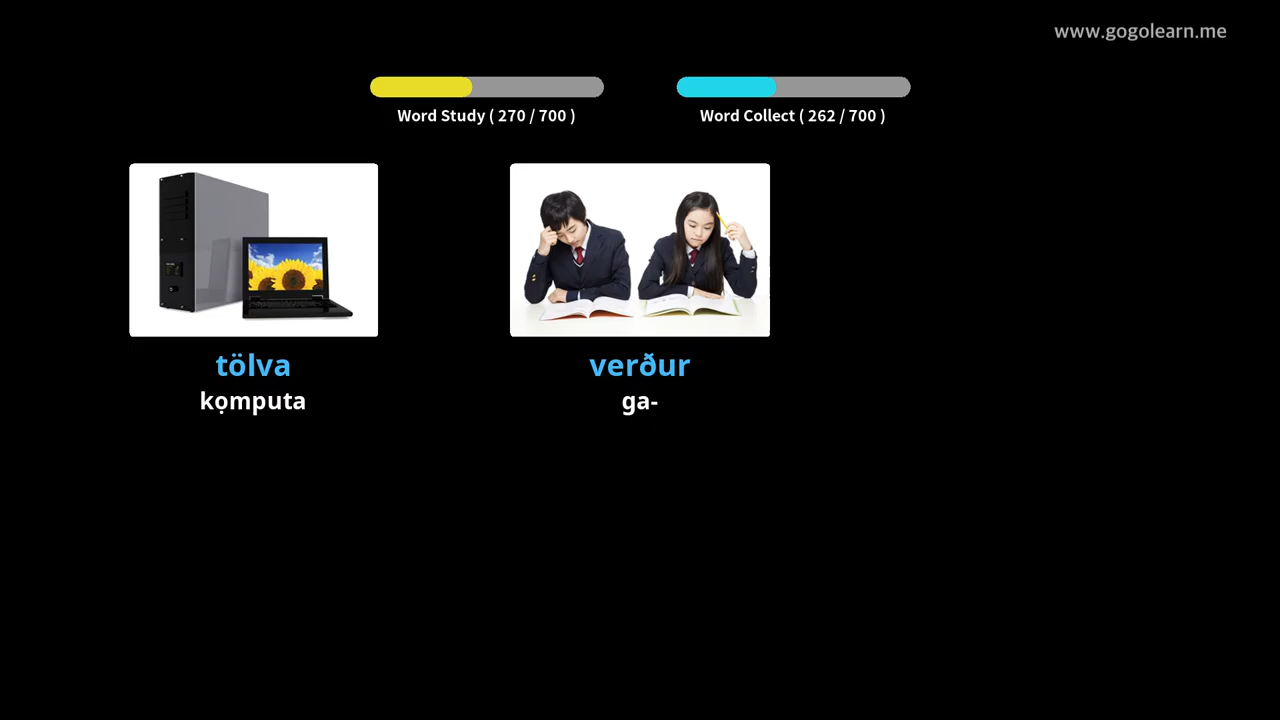 www.gogolearn.me
Word Study ( 270 / 700 )
Word Collect ( 262 / 700 )
tölva
kọmputa
verður
ga-